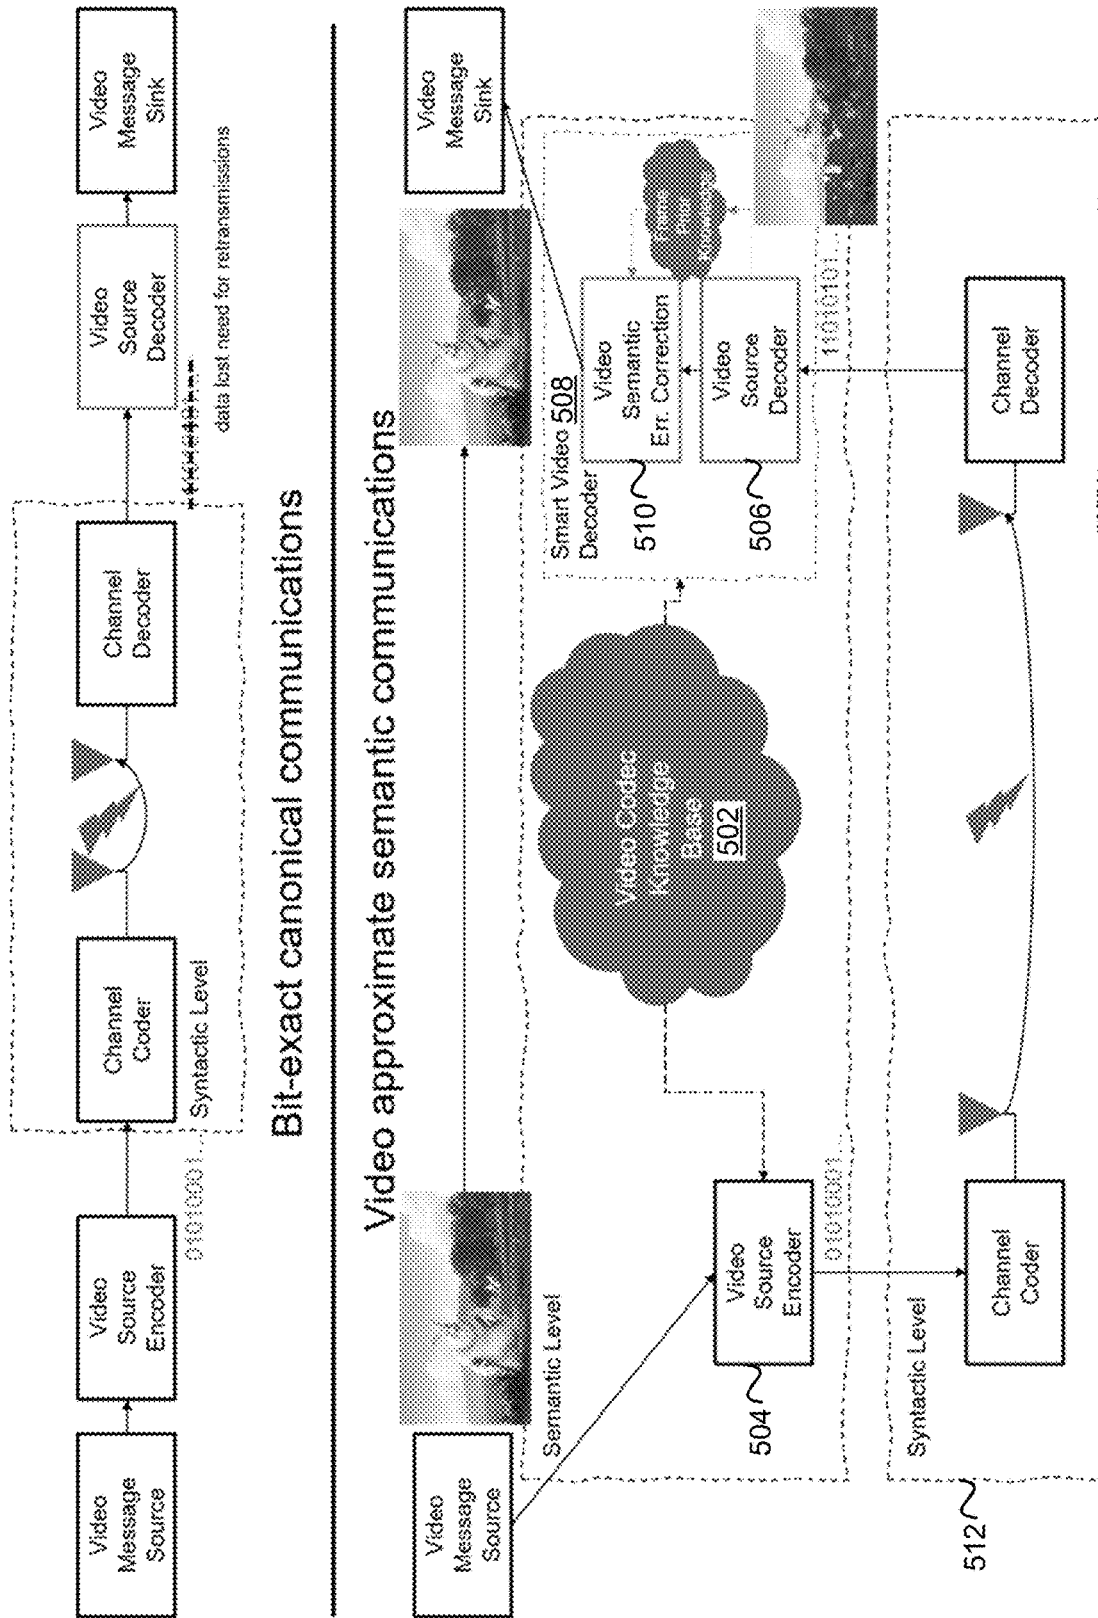 Video
Message
Source
Video
Source
Encoder
01010001...
Channel
Coder
Syntactic Level
Channel
Decoder
data lost need for retransmissions
Video
Source
Decoder
Video
Message
Sink
Bit-exact canonical communications
Video approximate semantic communications
Video
Message
Source
Video
Message
Sink
Semantic Level
Video Codec
Knowledge
Base
502
Smart Video 508
Decoder
Video
Semantic
Err. Correction
510
Video
Source
Decoder
506
Video
Source
Encoder
504
01010001...
11010101...
Syntactic Level
Channel
Coder
Channel
Decoder
512